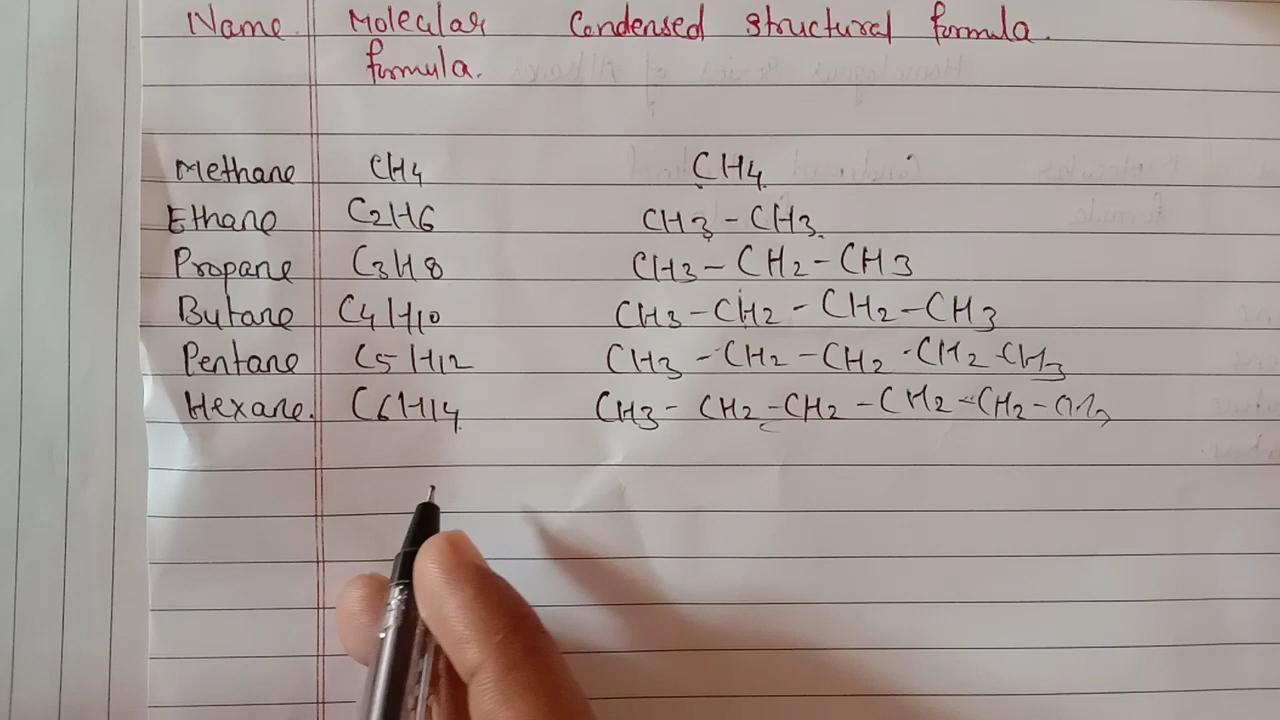 Name. Moleclar Condensed structural formula.
formula.
Methane CH4 CH4
Ethane C2H6 CH3 - CH3
Propane C3H8 CH3 - CH2 - CH3
Butane C4H10 CH3 - CH2 - CH2 - CH3
Pentane C5H12 CH3 - CH2 - CH2 - CH2 - CH3
Hexane. C6H14 CH3 - CH2 - CH2 - CH2 - CH2 - CH3